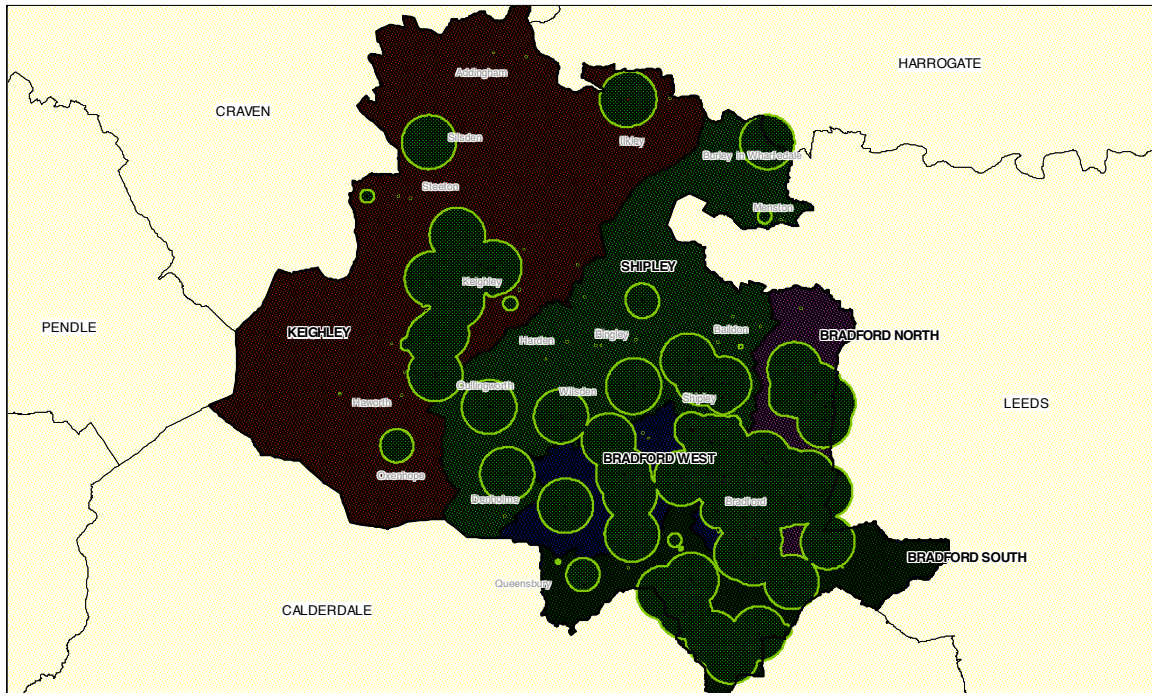 HARROGATE
Addingham
CRAVEN
Silsden
Ilkley
Burley in Wharfedale
Steeton
Menston
SHIPLEY
Keighley
PENDLE
KEIGHLEY
Baildon
BRADFORD NORTH
Harden
Bingley
Cullingworth
Wilsden
Shipley
Haworth
LEEDS
BRADFORD WEST
Oxenhope
Denholme
Bradford
BRADFORD SOUTH
Queensbury
CALDERDALE